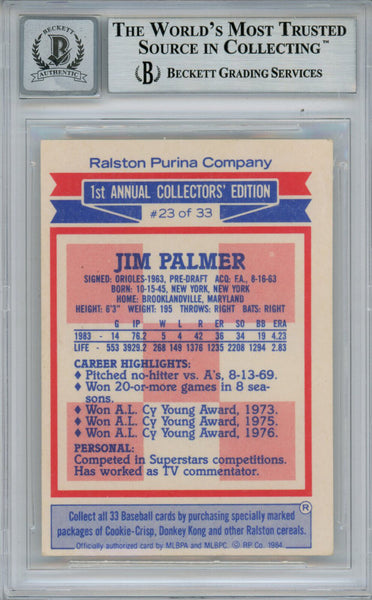 BECKETT
AUTHENTIC
THE WORLD'S MOST TRUSTED
SOURCE IN COLLECTING™
B BECKETT GRADING SERVICES
Ralston Purina Company
1st ANNUAL COLLECTORS' EDITION
#23 of 33
JIM PALMER
SIGNED: ORIOLES-1963, PRE-DRAFT ACQ: F.A., 8-16-63
BORN: 10-15-45, NEW YORK, NEW YORK
HOME: BROOKLANDVILLE, MARYLAND
HEIGHT: 6'3" WEIGHT: 195 THROWS: RIGHT BATS: RIGHT
G IP W L R ER SO BB ERA
1983 - 14 76.2 5 4 42 36 34 19 4.23
LIFE - 553 3929.2 268 149 1376 1235 2208 1294 2.83
CAREER HIGHLIGHTS:
♦ Pitched no-hitter vs. A's, 8-13-69.
♦ Won 20-or-more games in 8 sea-
sons.
♦ Won A.L. Cy Young Award, 1973.
♦ Won A.L. Cy Young Award, 1975.
♦ Won A.L. Cy Young Award, 1976.
PERSONAL:
Competed in Superstars competitions.
Has worked as TV commentator.
Collect all 33 Baseball cards by purchasing specially marked ®
packages of Cookie-Crisp, Donkey Kong and
other Ralston cereals.
Officially authorized card by MLBPA and MLBPC. © RP Co. 1984